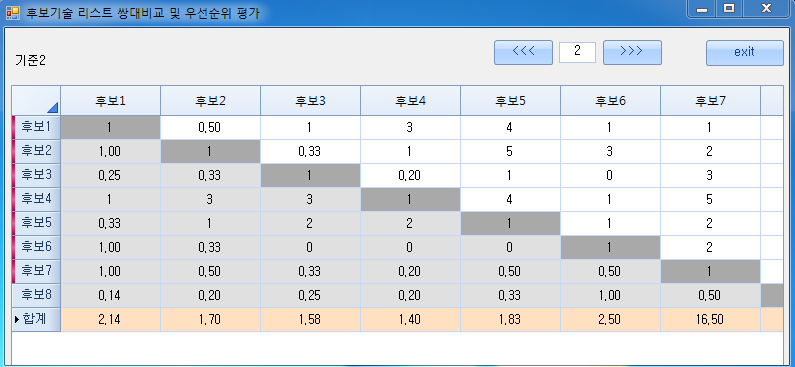 후보기술 리스트 쌍대비교 및 우선순위 평가
기준2 <<< 2 >>> exit
후보1 후보2 후보3 후보4 후보5 후보6 후보7
후보1 1 0,50 1 3 4 1 1
후보2 1,00 1 0,33 1 5 3 2
후보3 0,25 0,33 1 0,20 1 0 3
후보4 1 3 3 1 4 1 5
후보5 0,33 1 2 2 1 1 2
후보6 1,00 0,33 0 0 0 1 2
후보7 1,00 0,50 0,33 0,20 0,50 0,50 1
후보8 0,14 0,20 0,25 0,20 0,33 1,00 0,50
합계 2,14 1,70 1,58 1,40 1,83 2,50 16,50